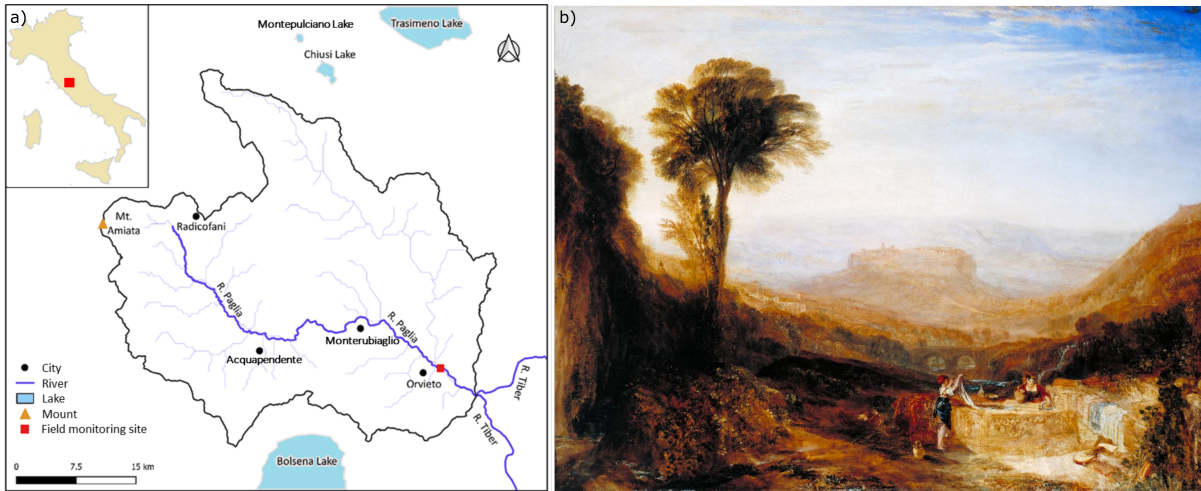 a)
Montepulciano Lake
Trasimeno Lake
Chiusi Lake
Mt.
Amiata
Radicofani
R. Paglia
R. Paglia
Monterubiaglio
Acquapendente
Orvieto
R. Tiber
R. Tiber
Bolsena Lake
City
River
Lake
Mount
Field monitoring site
0 7.5 15 km
b)